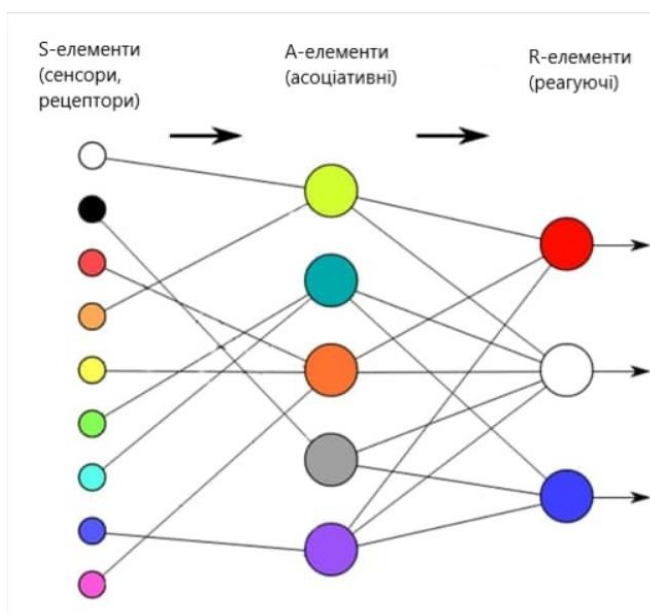 S-елементи
(сенсори,
рецептори)
А-елементи
(асоціативні)
R-елементи
(реагуючі)